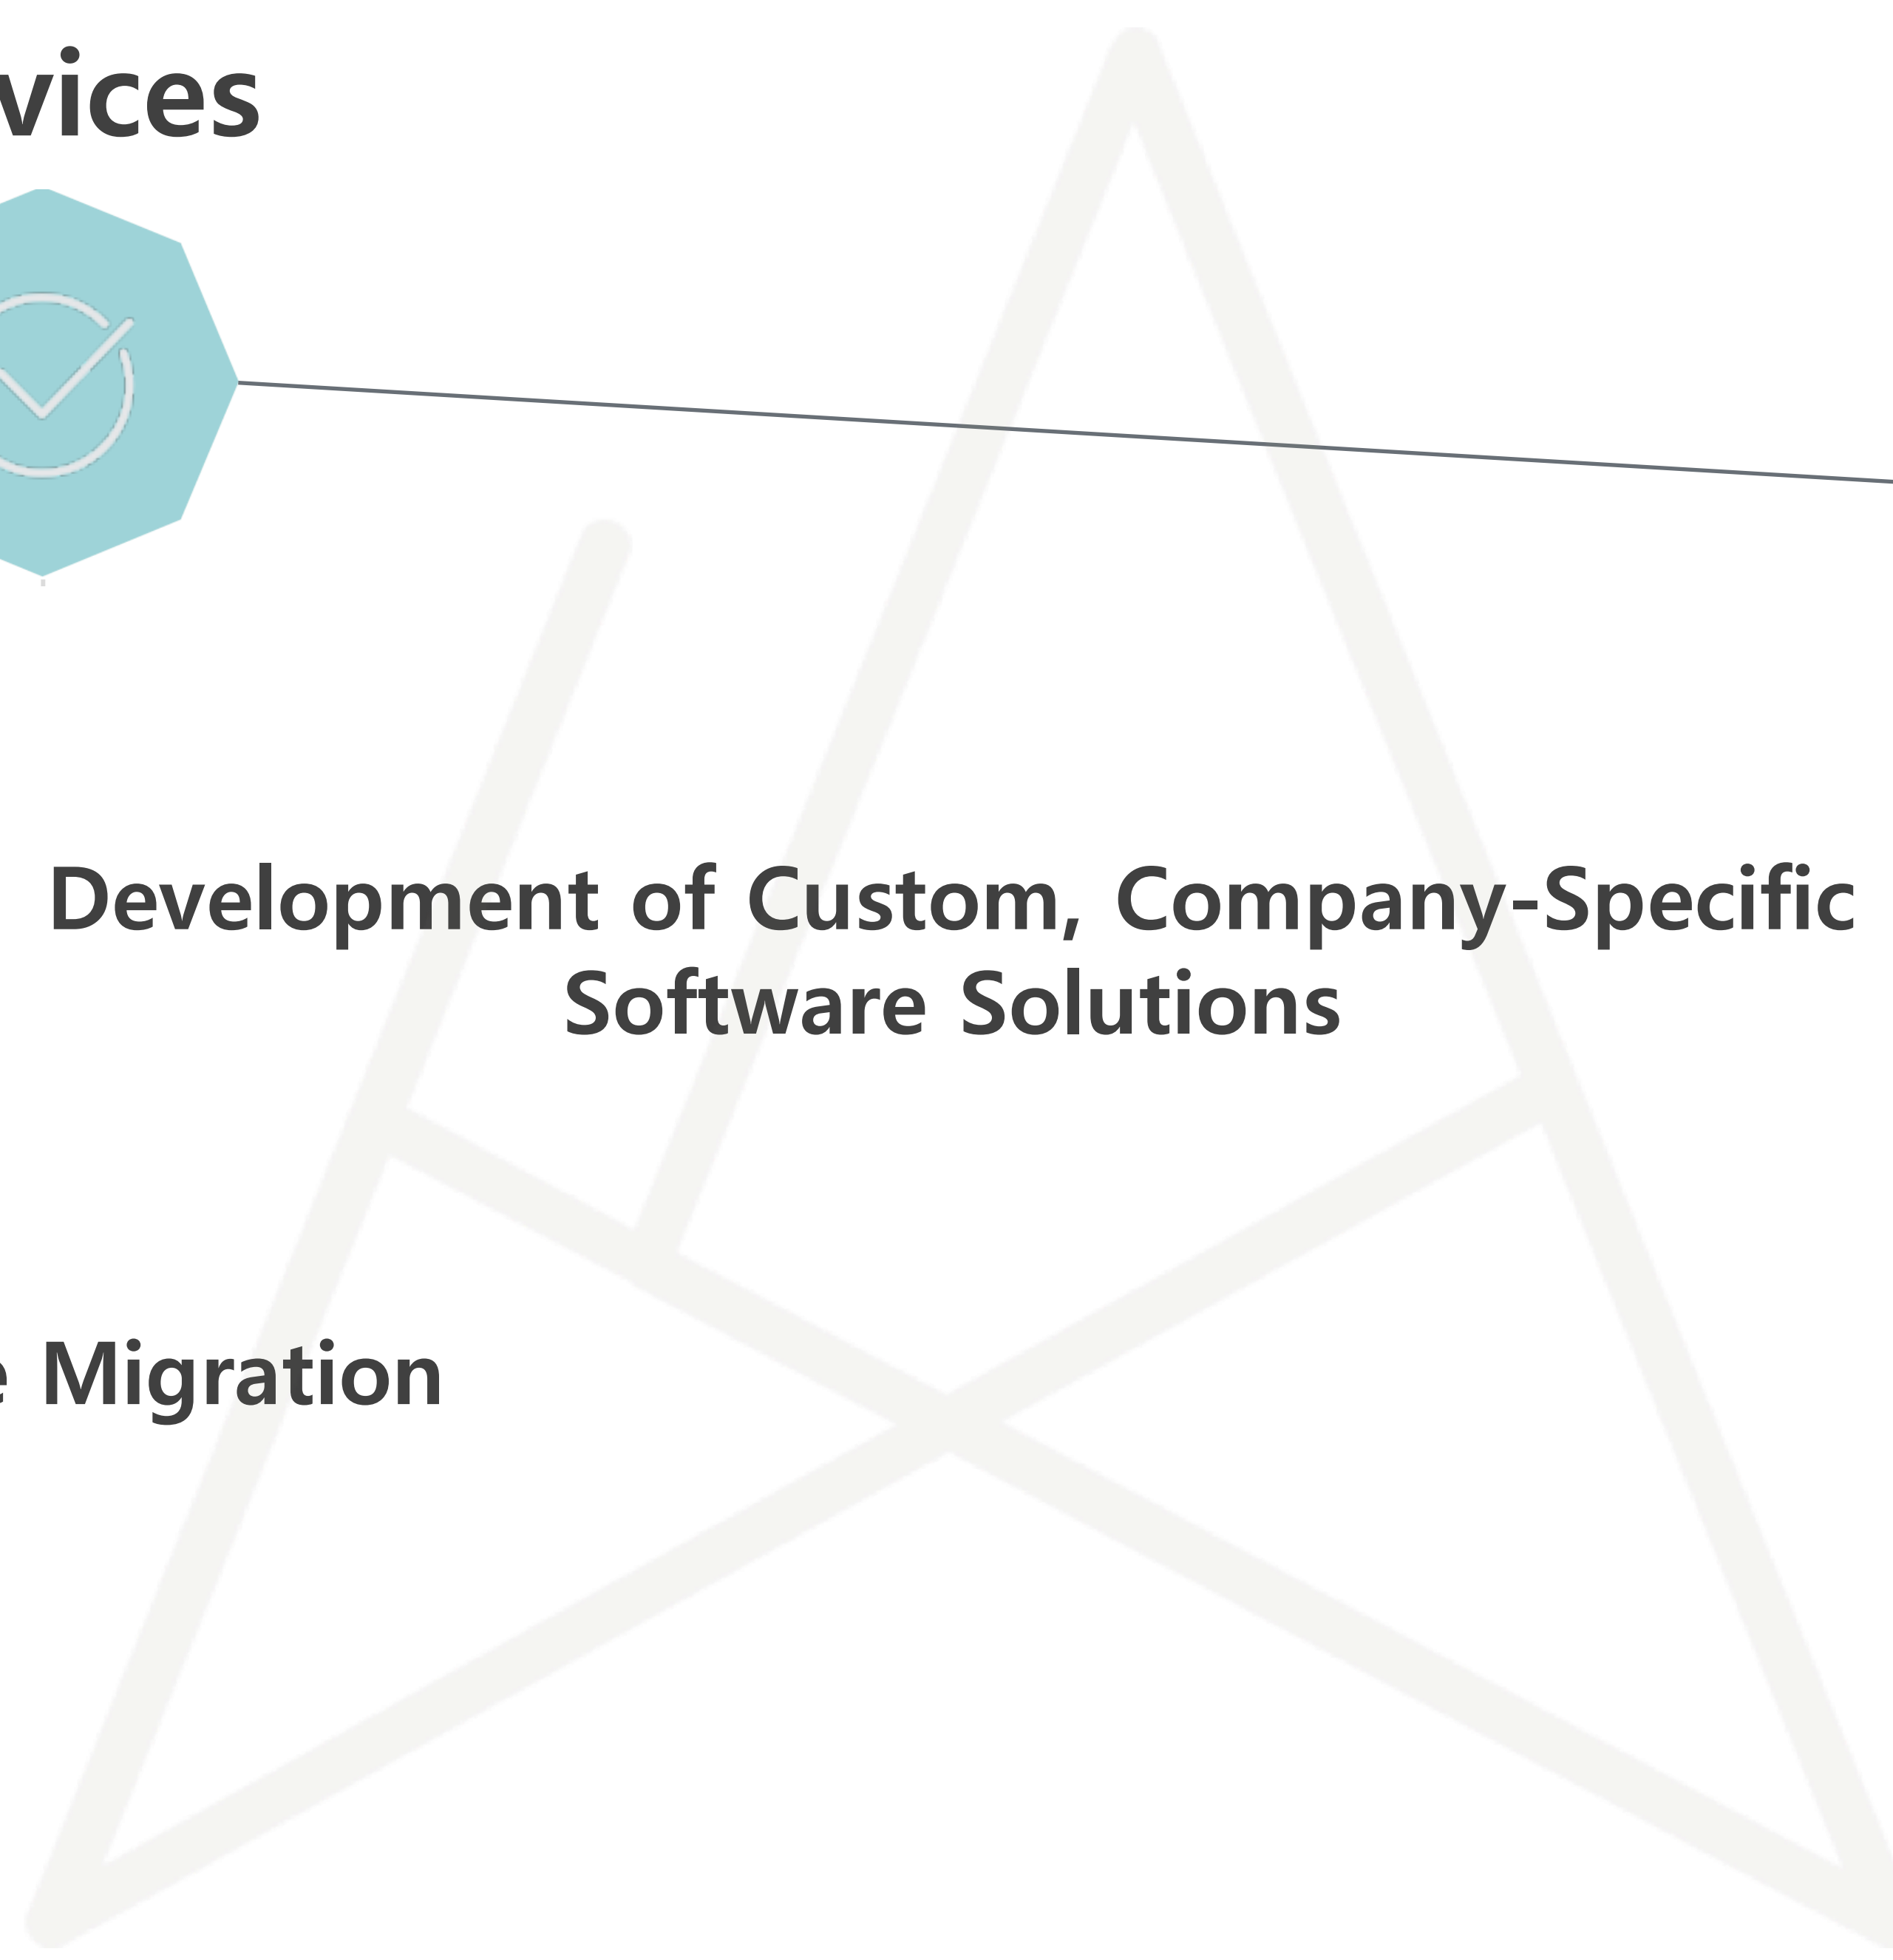 vices
Development of Custom, Company-Specific
Software Solutions
e Migration